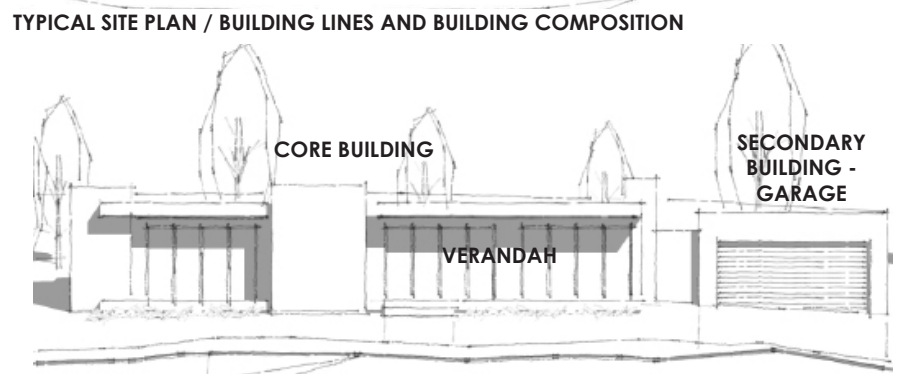 TYPICAL SITE PLAN / BUILDING LINES AND BUILDING COMPOSITION
CORE BUILDING
SECONDARY
BUILDING -
GARAGE
VERANDAH